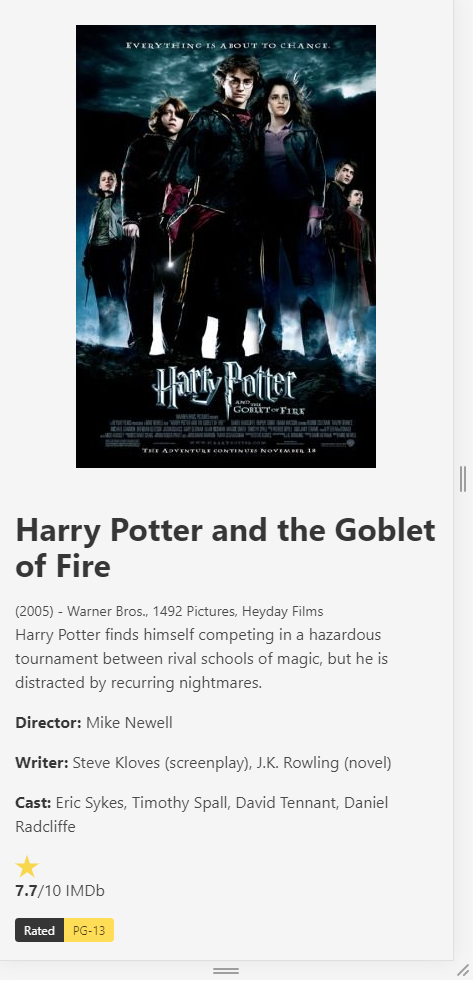 EVERYTHING IS ABOUT TO CHANGE.
Harry Potter
AND THE
GOBLET OF FIRE
THE ADVENTURE CONTINUES NOVEMBER 18
Harry Potter and the Goblet
of Fire
(2005) - Warner Bros., 1492 Pictures, Heyday Films
Harry Potter finds himself competing in a hazardous
tournament between rival schools of magic, but he is
distracted by recurring nightmares.
Director: Mike Newell
Writer: Steve Kloves (screenplay), J.K. Rowling (novel)
Cast: Eric Sykes, Timothy Spall, David Tennant, Daniel
Radcliffe
7.7/10 IMDb
Rated PG-13